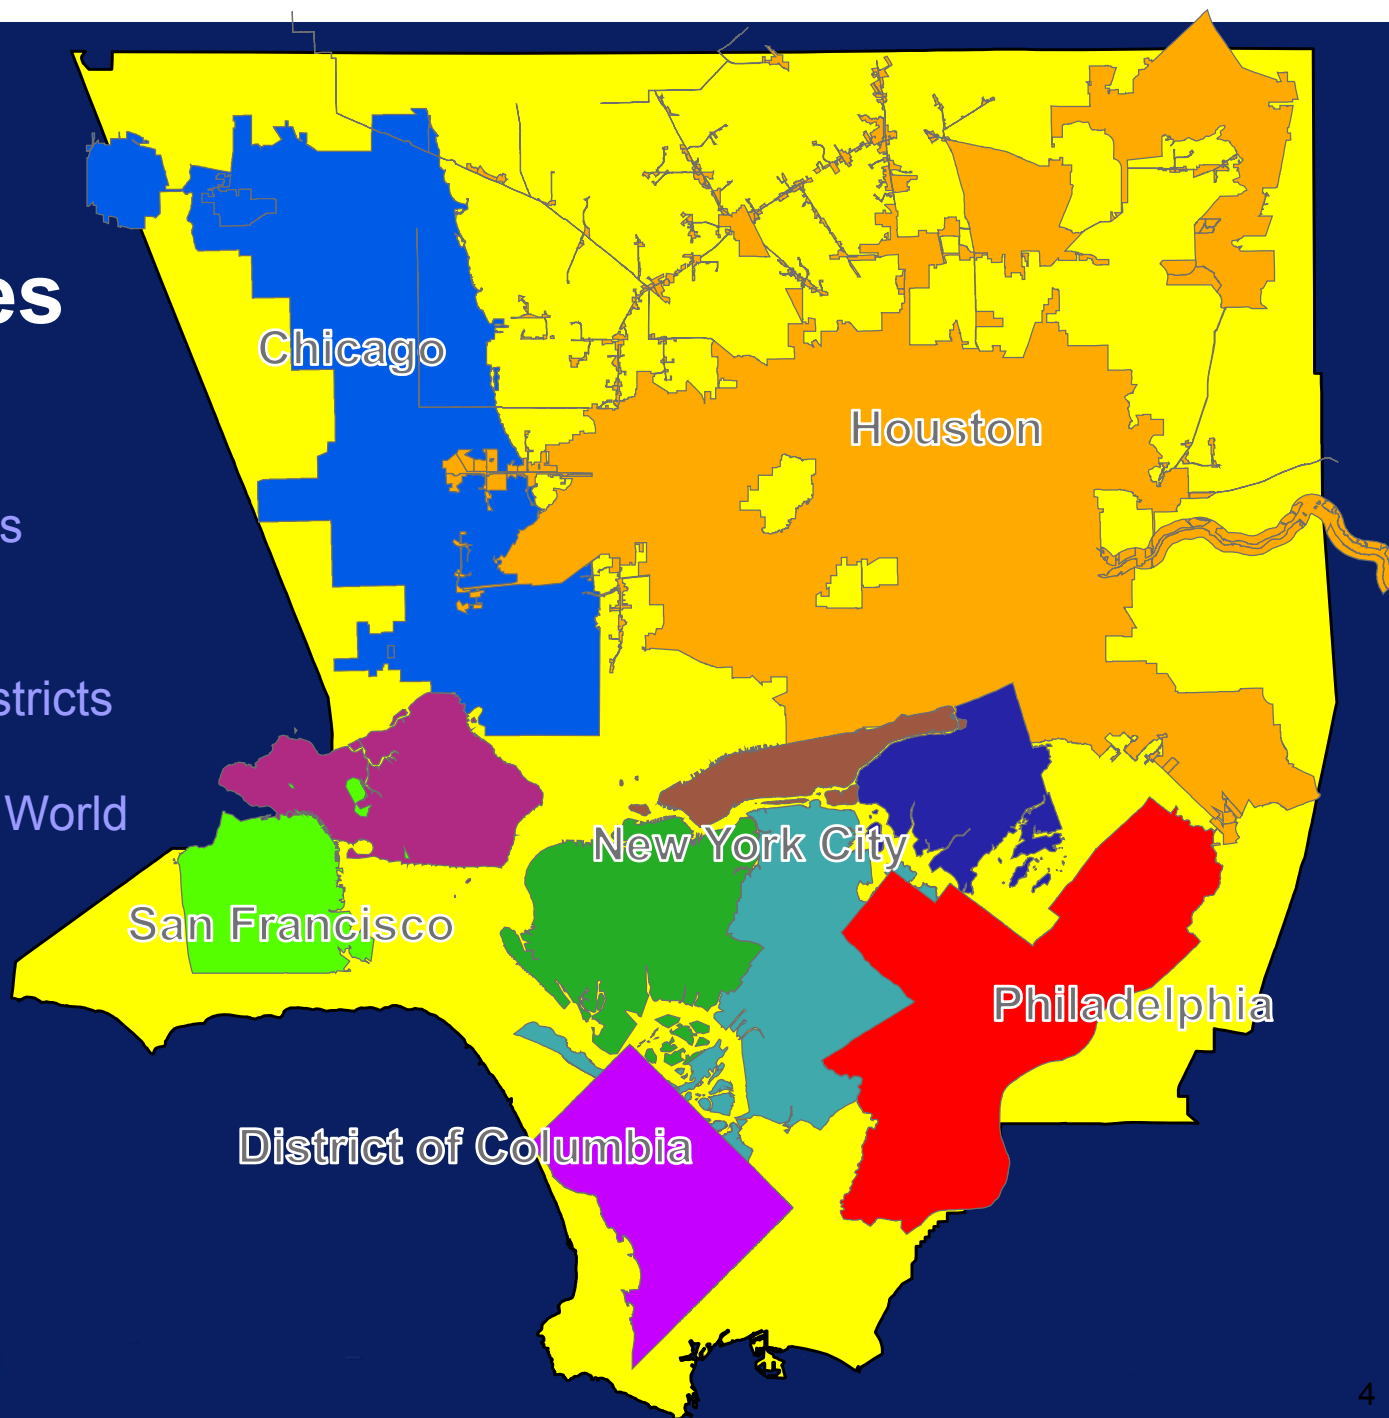 es
Chicago
Houston
s
stricts
World
New York City
San Francisco
Philadelphia
District of Columbia
4